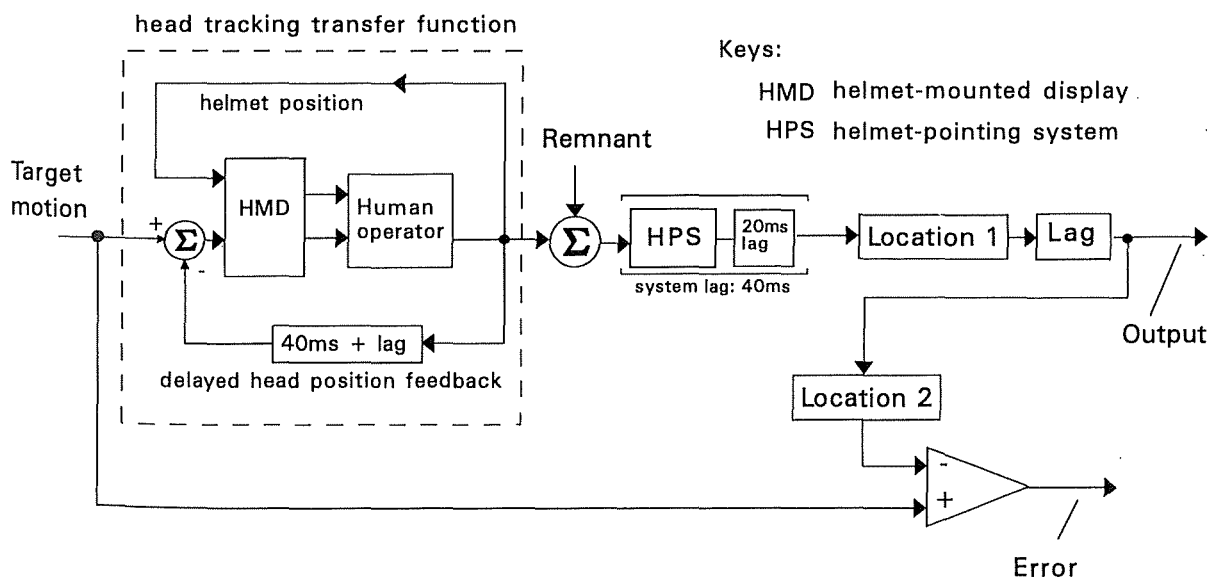 head tracking transfer function
Keys:
HMD helmet-mounted display
HPS helmet-pointing system
helmet position
Remnant
Target
motion
+
Σ
-
HMD
Human
operator
Σ
HPS
20ms
lag
system lag: 40ms
Location 1
Lag
Output
40ms + lag
delayed head position feedback
Location 2
-
+
Error